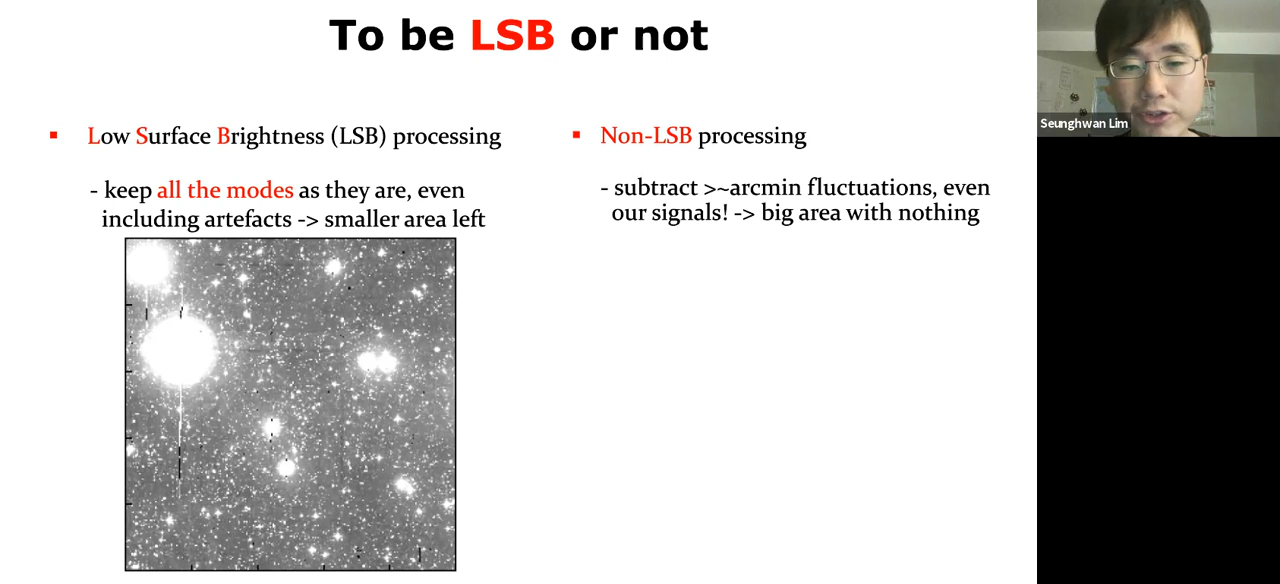 To be LSB or not
▪ Low Surface Brightness (LSB) processing
- keep all the modes as they are, even
including artefacts -> smaller area left
▪ Non-LSB processing
- subtract >~arcmin fluctuations, even
our signals! -> big area with nothing
Seunghwan Lim